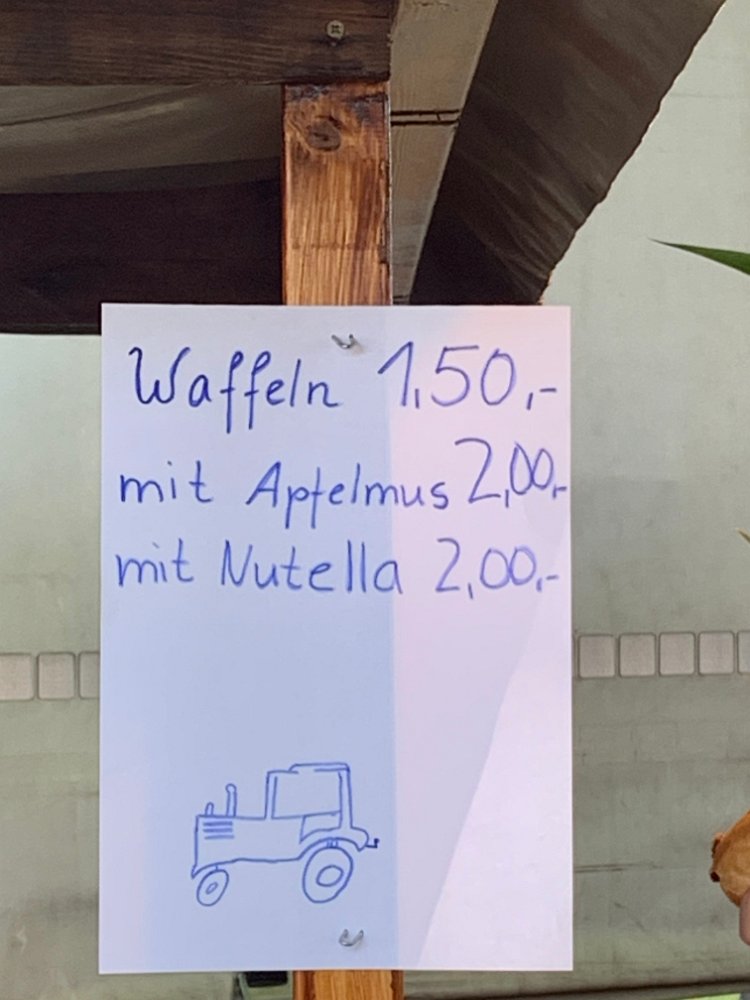 Waffeln 1,50,-
mit Apfelmus 2,00,-
mit Nutella 2,00,-